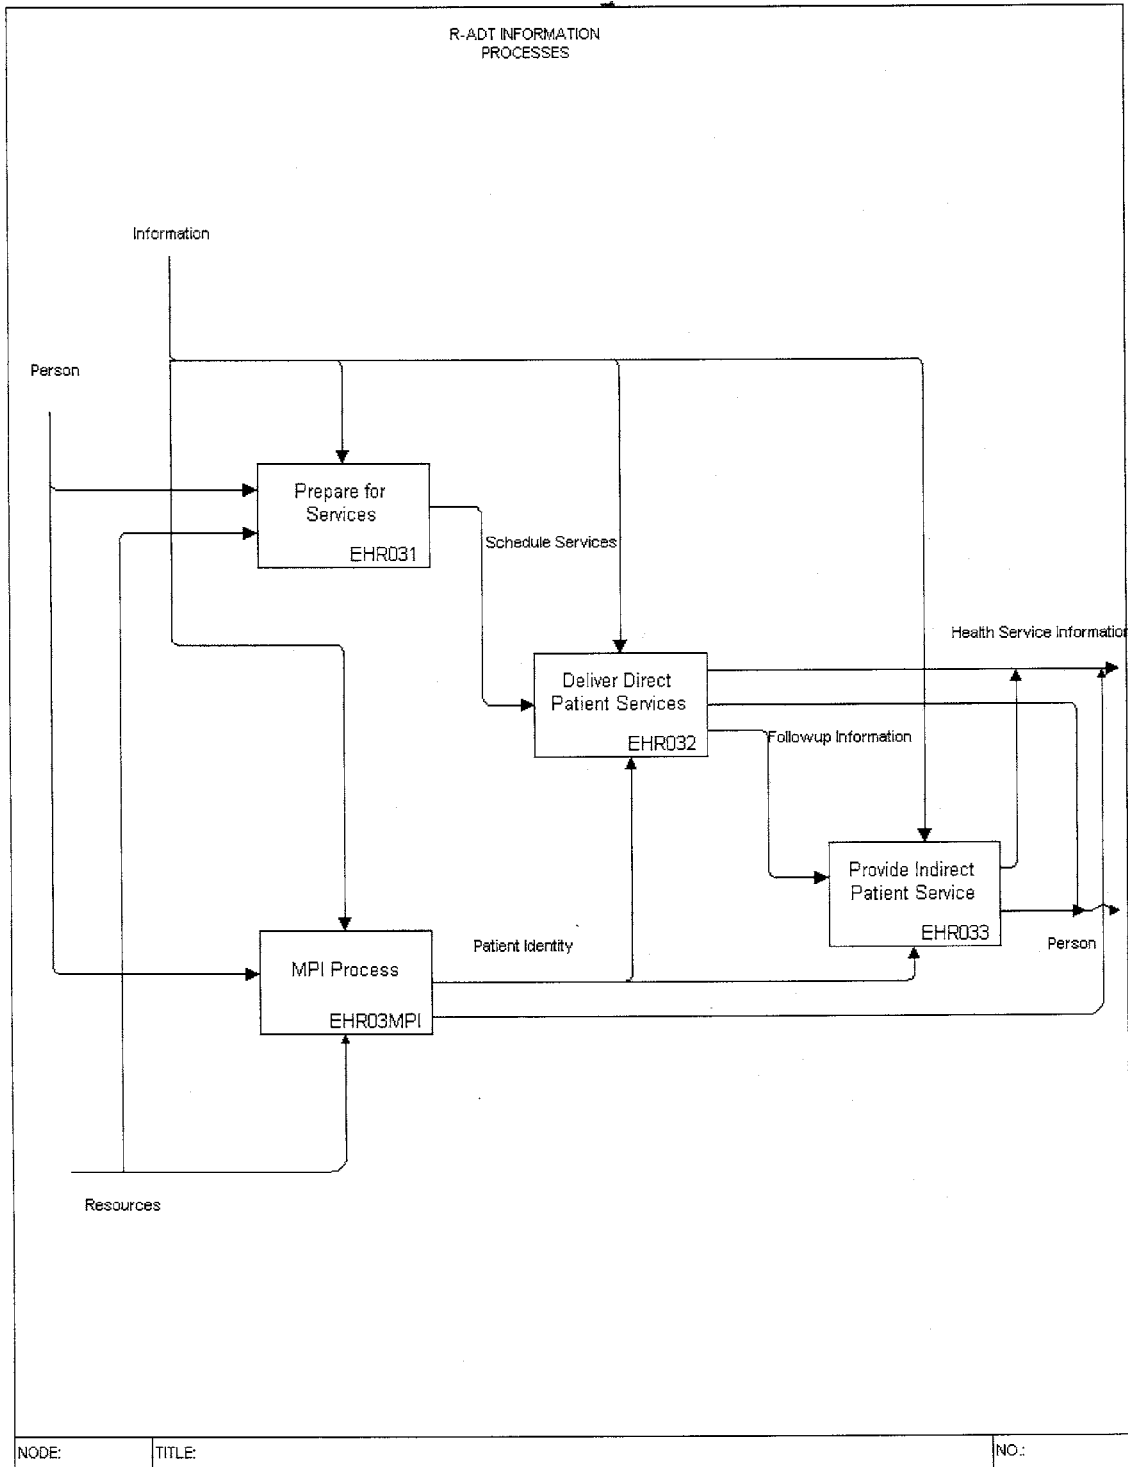 R-ADT INFORMATION
PROCESSES
Information
Person
Prepare for
Services
EHR031
Schedule Services
Health Service Information
Deliver Direct
Patient Services
EHR032
Followup Information
Provide Indirect
Patient Service
EHR033
Person
Patient Identity
MPI Process
EHR03MPI
Resources
NODE:
TITLE:
NO.: